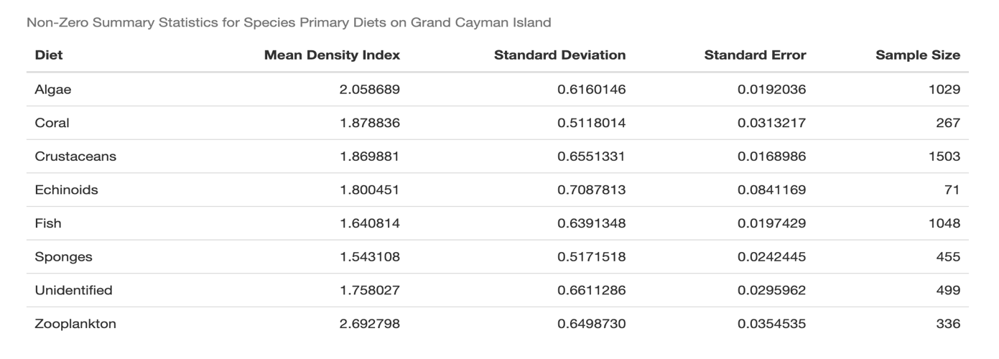 Non-Zero Summary Statistics for Species Primary Diets on Grand Cayman Island
Diet Mean Density Index Standard Deviation Standard Error Sample Size
Algae 2.058689 0.6160146 0.0192036 1029
Coral 1.878836 0.5118014 0.0313217 267
Crustaceans 1.869881 0.6551331 0.0168986 1503
Echinoids 1.800451 0.7087813 0.0841169 71
Fish 1.640814 0.6391348 0.0197429 1048
Sponges 1.543108 0.5171518 0.0242445 455
Unidentified 1.758027 0.6611286 0.0295962 499
Zooplankton 2.692798 0.6498730 0.0354535 336